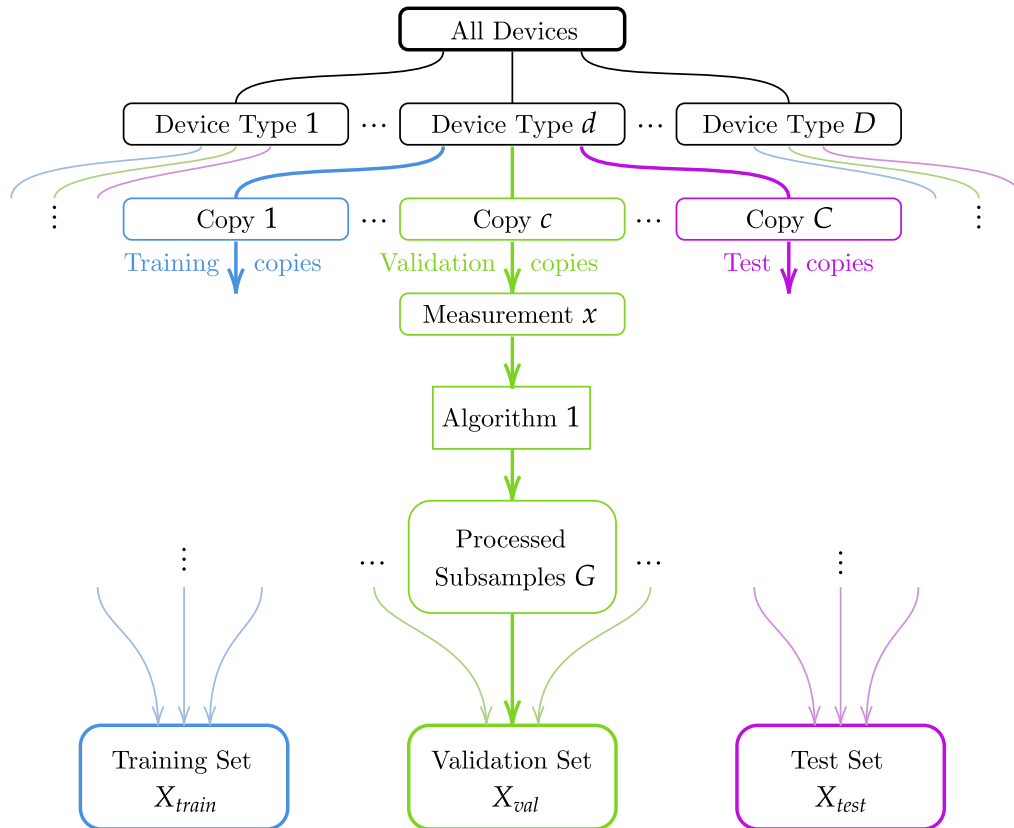 All Devices
Device Type 1 ... Device Type d ... Device Type D
Copy 1 ... Copy c ... Copy C
Training copies Validation copies Test copies
Measurement x
Algorithm 1
Processed
Subsamples G
Training Set Validation Set Test Set
X_train X_val X_test